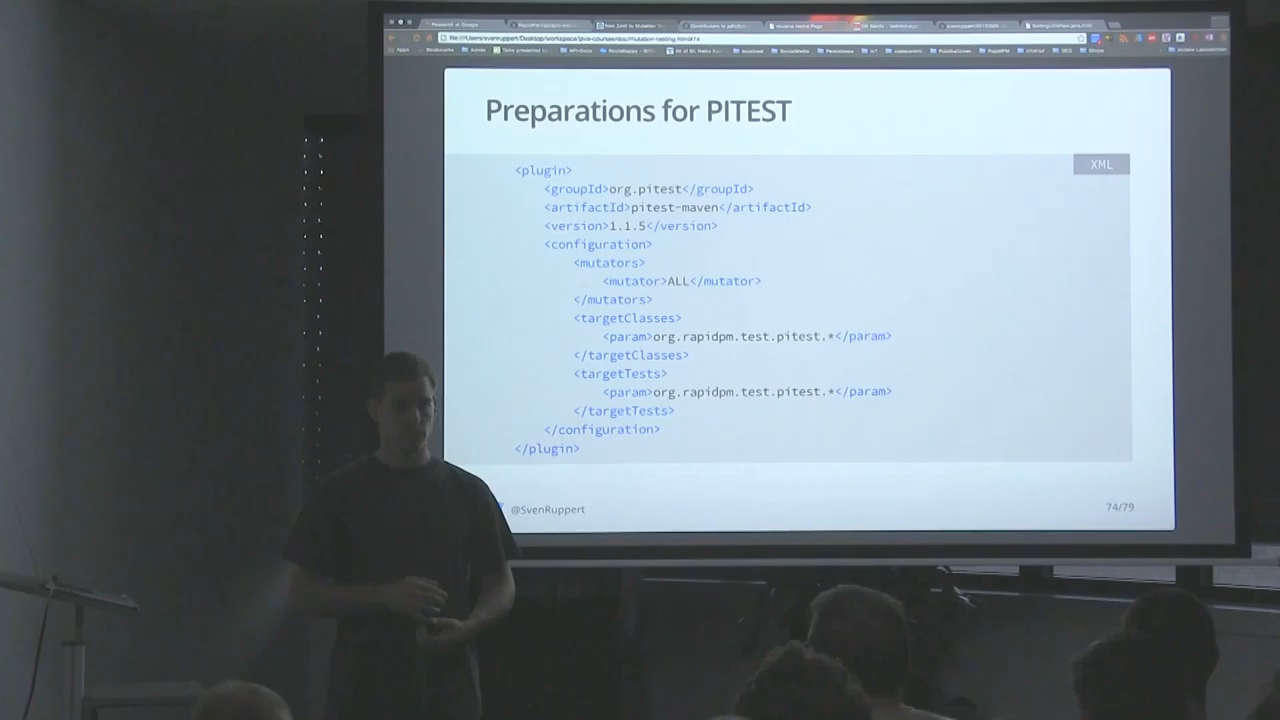 Preparations for PITEST
XML
<plugin>
<groupId>org.pitest</groupId>
<artifactId>pitest-maven</artifactId>
<version>1.1.5</version>
<configuration>
<mutators>
<mutator>ALL</mutator>
</mutators>
<targetClasses>
<param>org.rapidpm.test.pitest.*</param>
</targetClasses>
<targetTests>
<param>org.rapidpm.test.pitest.*</param>
</targetTests>
</configuration>
</plugin>
@SvenRuppert
74/79